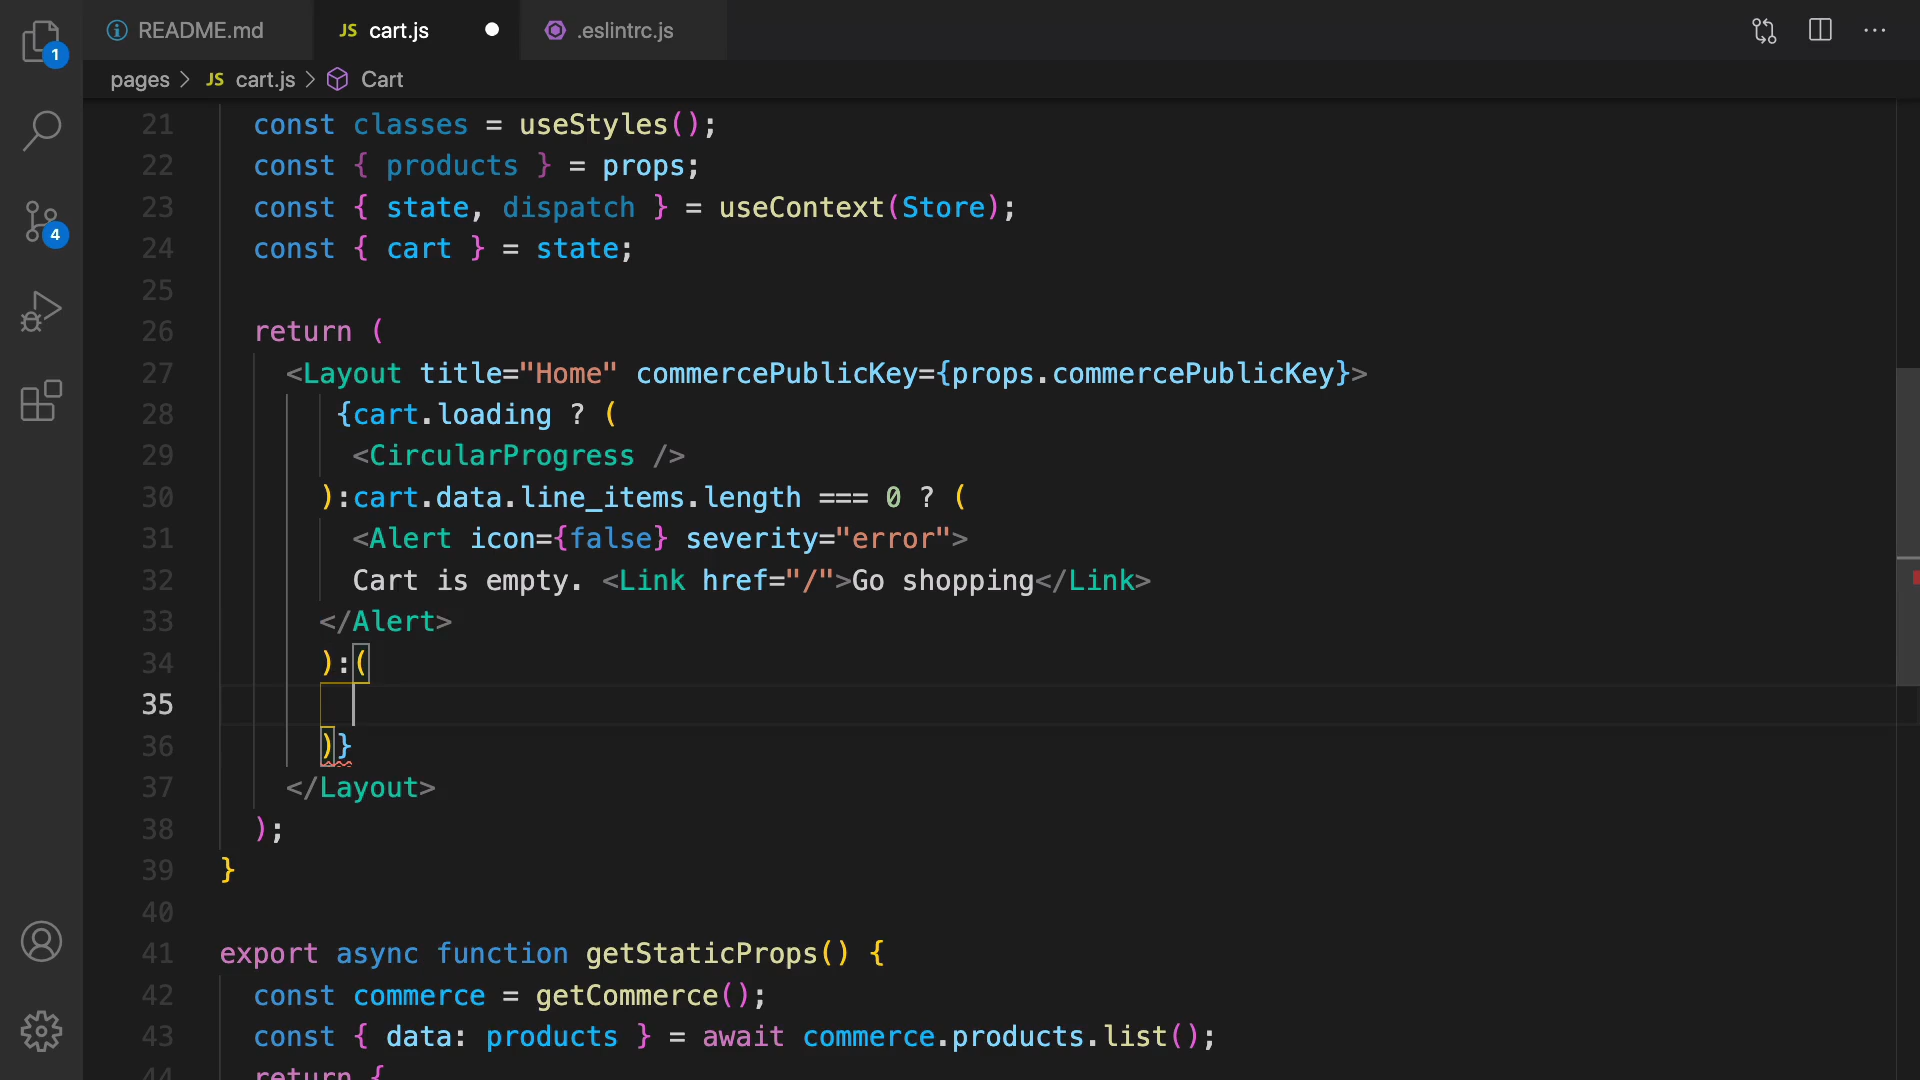 README.md
JS cart.js
.eslintrc.js
1
pages > JS cart.js > Cart
4
21 const classes = useStyles();
22 const { products } = props;
23 const { state, dispatch } = useContext(Store);
24 const { cart } = state;
25
26 return (
27 <Layout title="Home" commercePublicKey={props.commercePublicKey}>
28 {cart.loading ? (
29 <CircularProgress />
30 ):cart.data.line_items.length === 0 ? (
31 <Alert icon={false} severity="error">
32 Cart is empty. <Link href="/">Go shopping</Link>
33 </Alert>
34 ):(
35
36 )}
37 </Layout>
38 );
39 }
40
41 export async function getStaticProps() {
42 const commerce = getCommerce();
43 const { data: products } = await commerce.products.list();
44 return {